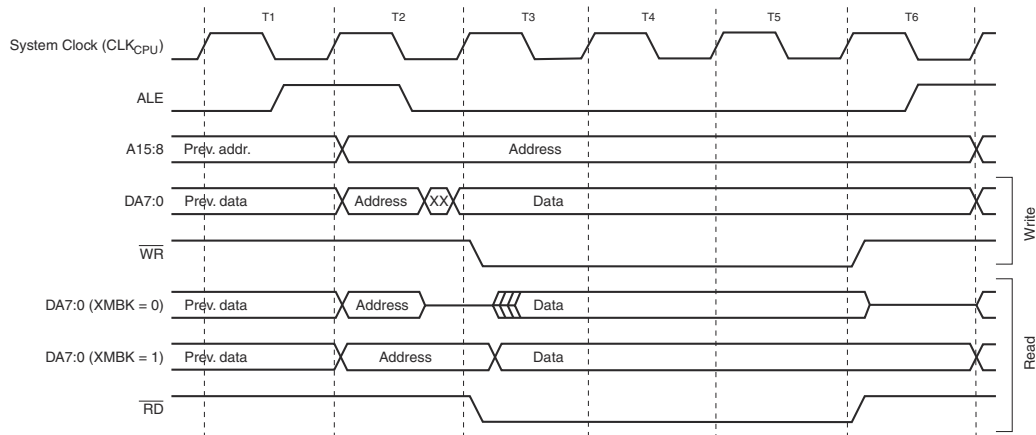 T1 T2 T3 T4 T5 T6
System Clock (CLKCPU)
ALE
A15:8 Prev. addr. Address
DA7:0 Prev. data Address XX Data
WR
Write
DA7:0 (XMBK = 0) Prev. data Address Data
DA7:0 (XMBK = 1) Prev. data Address Data
RD
Read